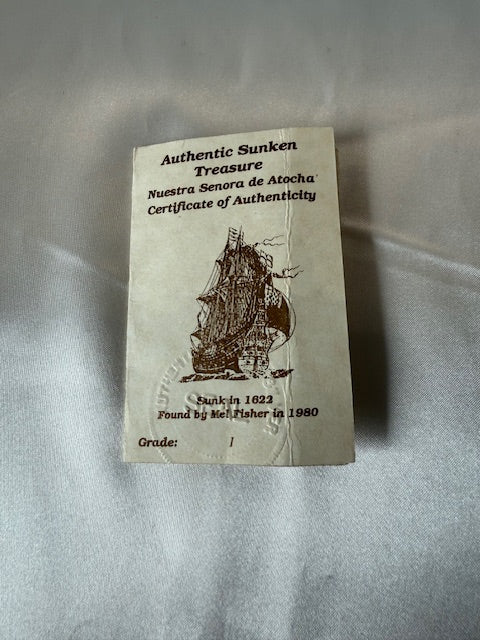 Authentic Sunken
Treasure
Nuestra Senora de Atocha
Certificate of Authenticity
Sunk in 1622
Found by Mel Fisher in 1980
Grade: 1